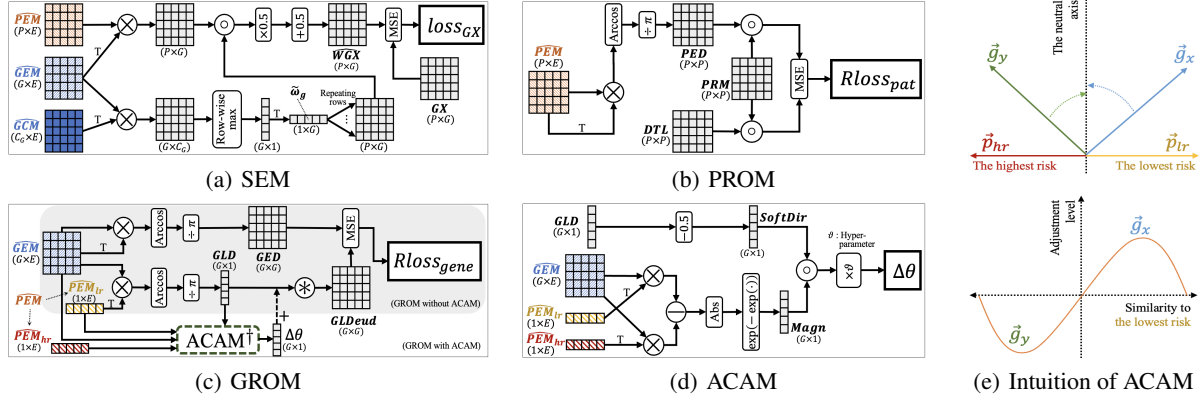 PEM
(P×E)
T
×0.5
+0.5
WGX
(P×G)
MSE
loss_GX
(P×G)
GEM
(G×E)
GX
(P×G)
GCM
(C_G×E)
T
(G×C_G)
Row-wise
max
(G×1)
T
ω̃_g
(1×G)
Repeating
rows
(P×G)
(a) SEM
PEM
(P×E)
T
Arccos
÷ π
PED
(P×P)
PRM
(P×P)
DTL
(P×P)
MSE
Rloss_pat
(b) PROM
GEM
(G×E)
T
Arccos
÷ π
GED
(G×G)
MSE
Rloss_gene
PEM
PEM_lr
(1×E)
T
Arccos
÷ π
GLD
(G×1)
GLDeud
(G×G)
(GROM without ACAM)
PEM_hr
(1×E)
ACAM†
+
Δθ
(G×1)
(GROM with ACAM)
(c) GROM
GLD
(G×1)
−0.5
SoftDir
(G×1)
ϑ : Hyper-
parameter
×ϑ
Δθ
GEM
(G×E)
PEM_lr
(1×E)
T
PEM_hr
(1×E)
T
Abs
exp(− exp(·))
Magn
(G×1)
(d) ACAM
The neutral
axis
g⃗_y
g⃗_x
p⃗_hr
p⃗_lr
The highest risk
The lowest risk
Adjustment
level
g⃗_x
Similarity to
the lowest risk
g⃗_y
(e) Intuition of ACAM